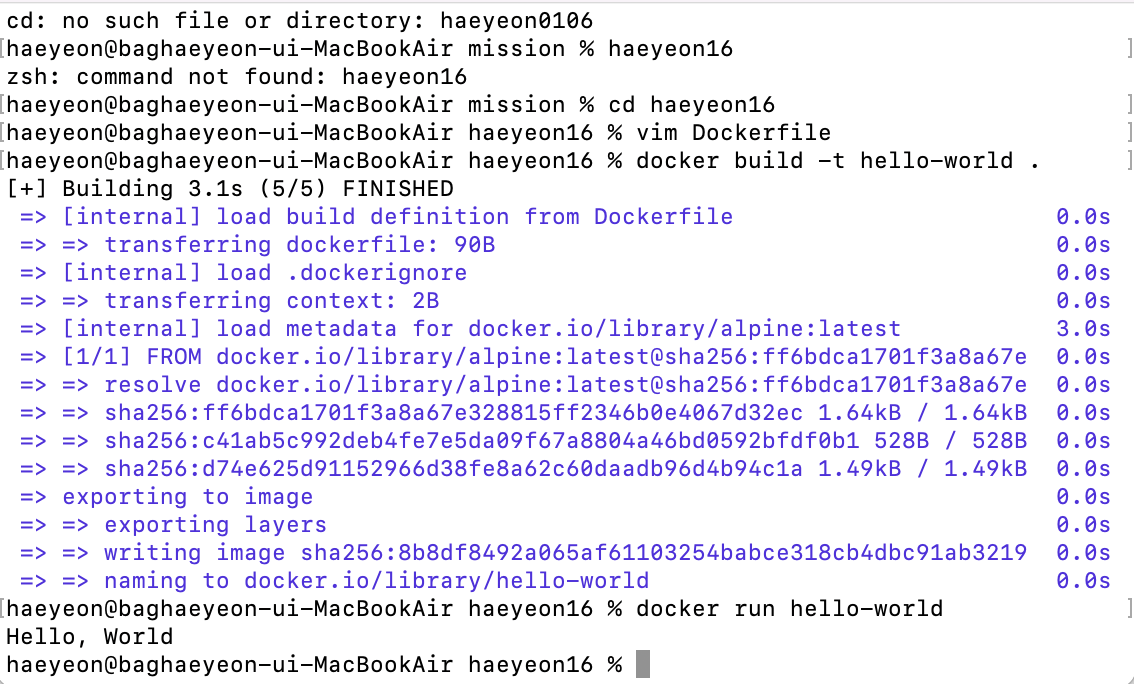 cd: no such file or directory: haeyeon0106
[haeyeon@baghaeyeon-ui-MacBookAir mission % haeyeon16 ]
zsh: command not found: haeyeon16
[haeyeon@baghaeyeon-ui-MacBookAir mission % cd haeyeon16 ]
[haeyeon@baghaeyeon-ui-MacBookAir haeyeon16 % vim Dockerfile ]
[haeyeon@baghaeyeon-ui-MacBookAir haeyeon16 % docker build -t hello-world . ]
[+] Building 3.1s (5/5) FINISHED
=> [internal] load build definition from Dockerfile 0.0s
=> => transferring dockerfile: 90B 0.0s
=> [internal] load .dockerignore 0.0s
=> => transferring context: 2B 0.0s
=> [internal] load metadata for docker.io/library/alpine:latest 3.0s
=> [1/1] FROM docker.io/library/alpine:latest@sha256:ff6bdca1701f3a8a67e 0.0s
=> => resolve docker.io/library/alpine:latest@sha256:ff6bdca1701f3a8a67e 0.0s
=> => sha256:ff6bdca1701f3a8a67e328815ff2346b0e4067d32ec 1.64kB / 1.64kB 0.0s
=> => sha256:c41ab5c992deb4fe7e5da09f67a8804a46bd0592bfdf0b1 528B / 528B 0.0s
=> => sha256:d74e625d91152966d38fe8a62c60daadb96d4b94c1a 1.49kB / 1.49kB 0.0s
=> exporting to image 0.0s
=> => exporting layers 0.0s
=> => writing image sha256:8b8df8492a065af61103254babce318cb4dbc91ab3219 0.0s
=> => naming to docker.io/library/hello-world 0.0s
[haeyeon@baghaeyeon-ui-MacBookAir haeyeon16 % docker run hello-world ]
Hello, World
haeyeon@baghaeyeon-ui-MacBookAir haeyeon16 %